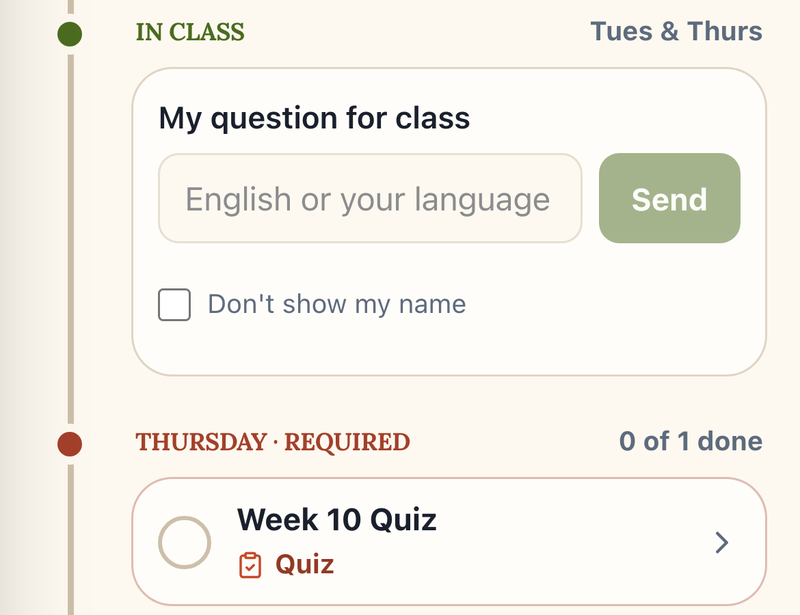 IN CLASS
Tues & Thurs
My question for class
English or your language
Send
Don't show my name
THURSDAY · REQUIRED
0 of 1 done
Week 10 Quiz
Quiz